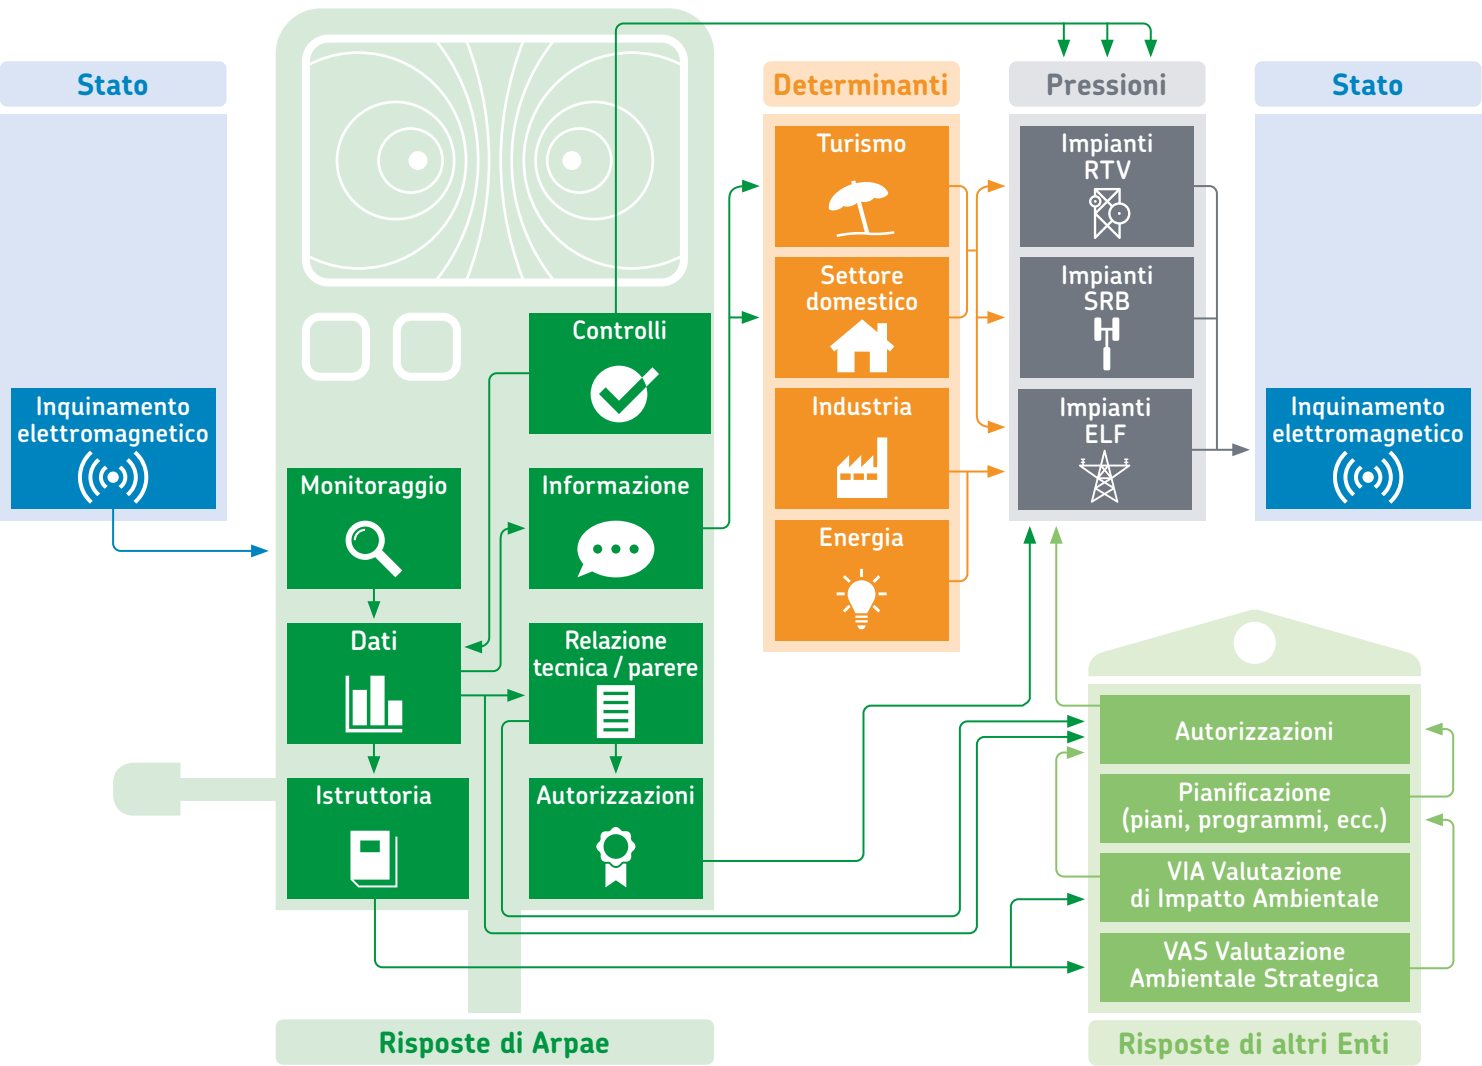 Stato
Inquinamento
elettromagnetico
Controlli
Monitoraggio
Informazione
Dati
Relazione
tecnica / parere
Istruttoria
Autorizzazioni
Risposte di Arpae
Determinanti
Turismo
Settore
domestico
Industria
Energia
Pressioni
Impianti
RTV
Impianti
SRB
Impianti
ELF
Stato
Inquinamento
elettromagnetico
Autorizzazioni
Pianificazione
(piani, programmi, ecc.)
VIA Valutazione
di Impatto Ambientale
VAS Valutazione
Ambientale Strategica
Risposte di altri Enti